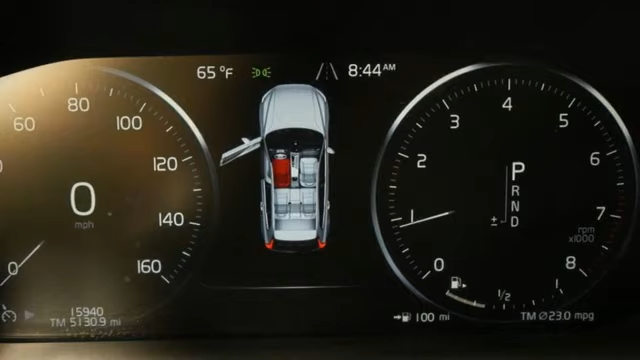 65 °F
8:44 AM
60
80
100
120
140
160
0
0
mph
15940
TM 5130.9 mi
0
1
2
3
4
5
6
7
8
rpm
x1000
P
R
N
± D
1/2
1
100 mi
TM Ø23.0 mpg